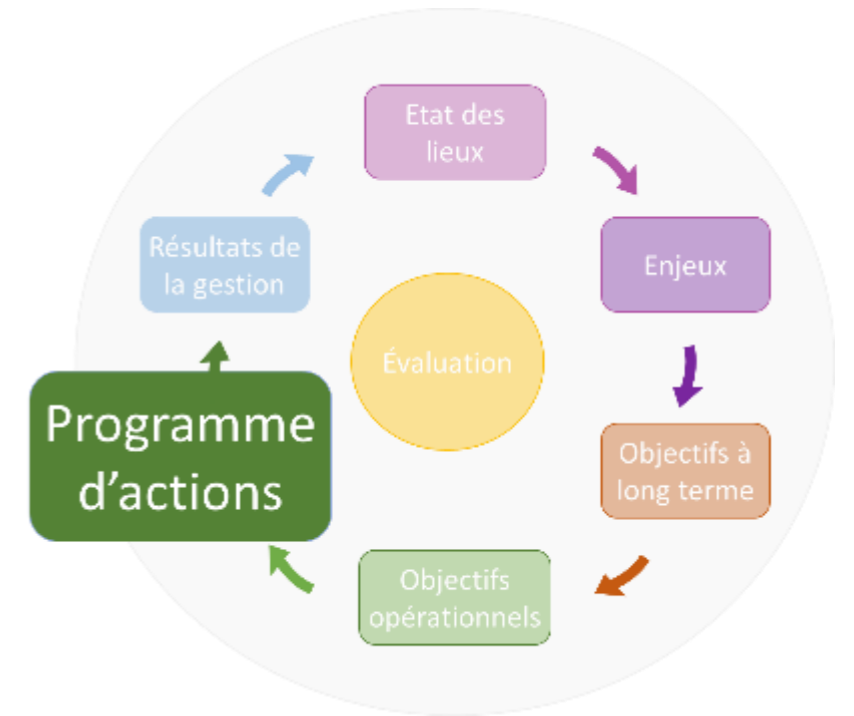 Etat des
lieux
Enjeux
Objectifs à
long terme
Objectifs
opérationnels
Programme
d’actions
Résultats de
la gestion
Évaluation